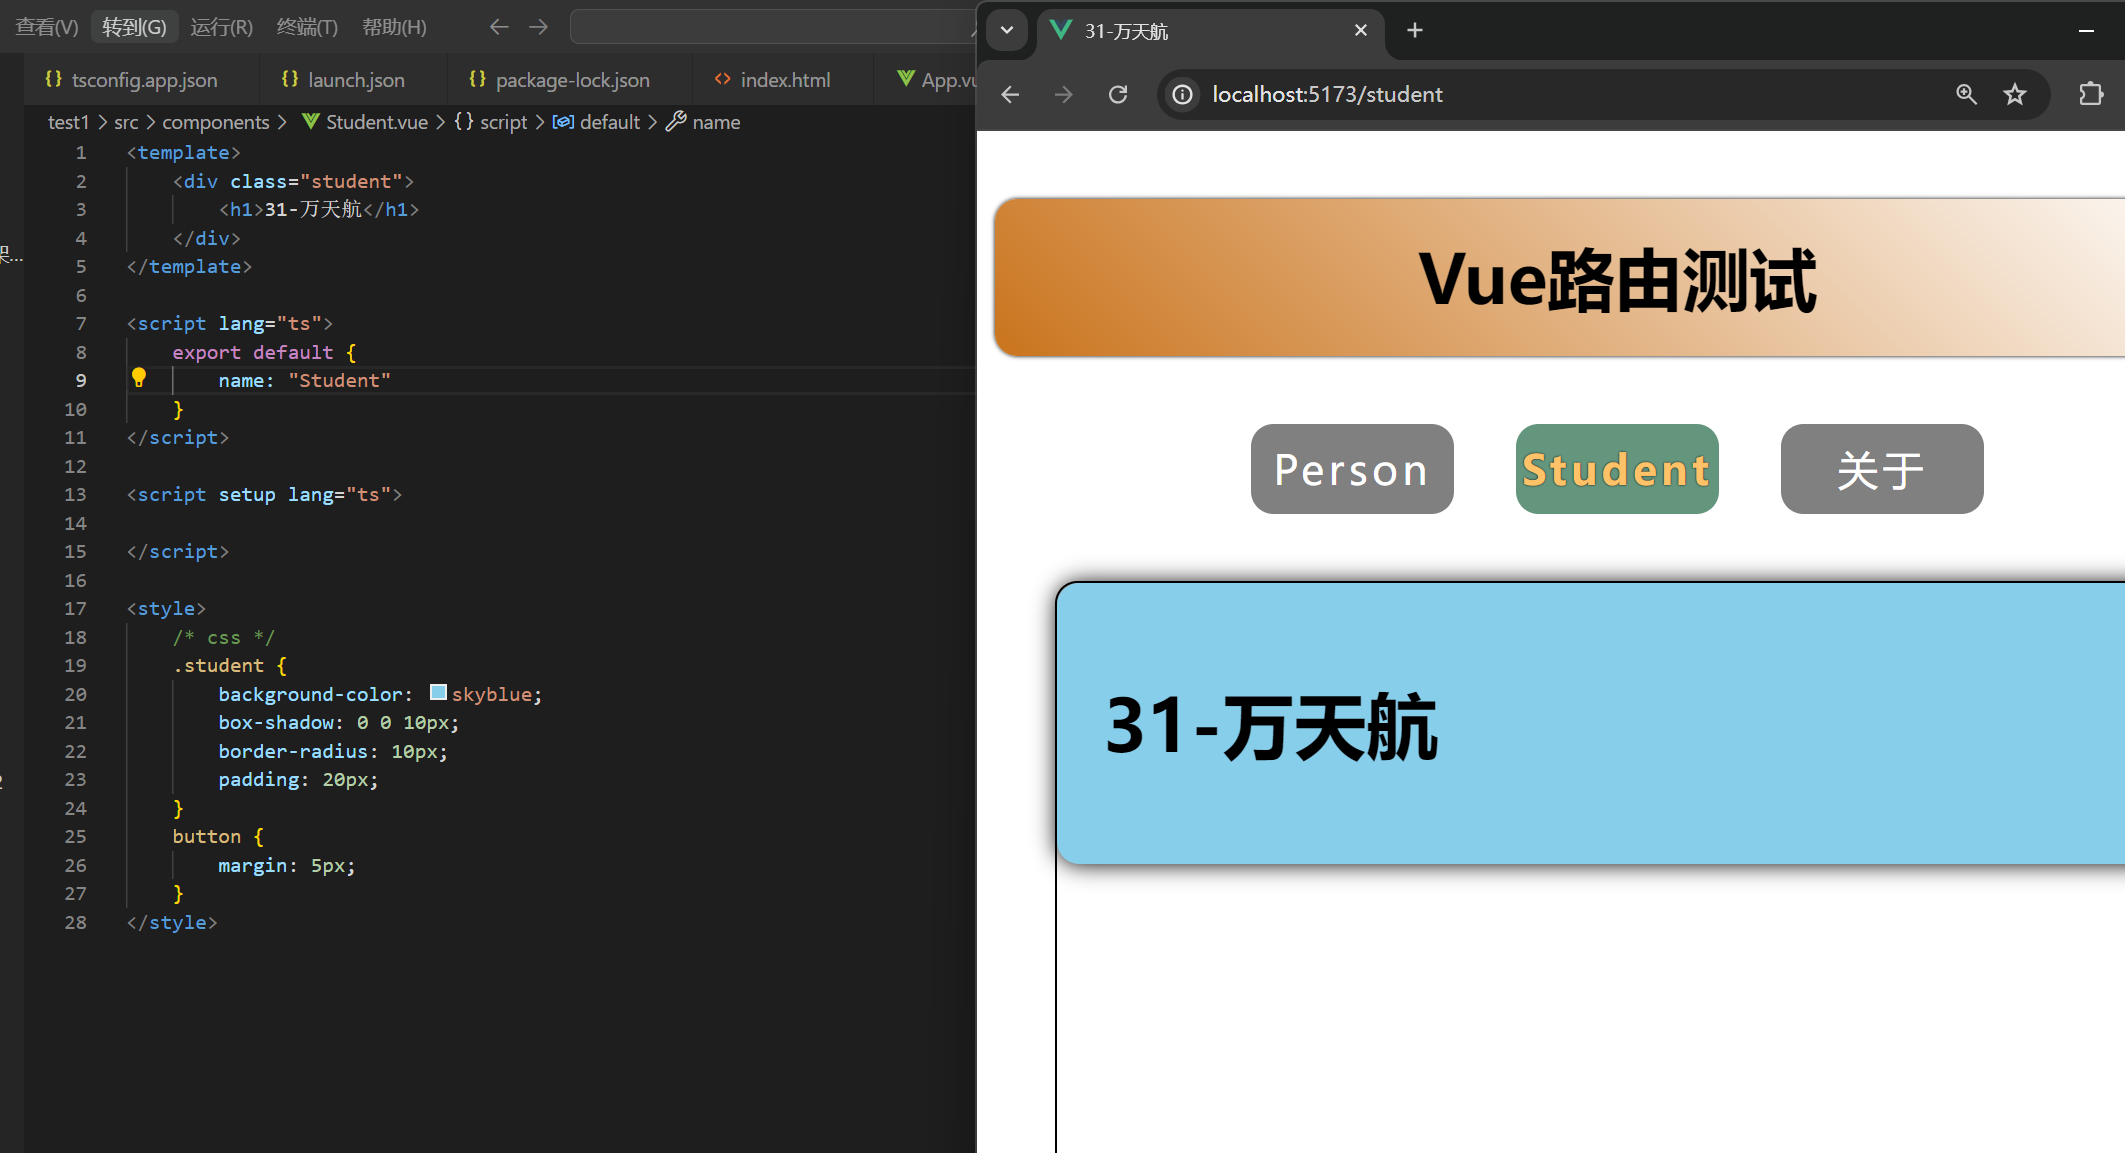 查看(V) 转到(G) 运行(R) 终端(T) 帮助(H)
tsconfig.app.json launch.json package-lock.json index.html App.vu
test1 > src > components > Student.vue > {} script > default > name
1 <template>
2 <div class="student">
3 <h1>31-万天航</h1>
4 </div>
5 </template>
6
7 <script lang="ts">
8 export default {
9 name: "Student"
10 }
11 </script>
12
13 <script setup lang="ts">
14
15 </script>
16
17 <style>
18 /* css */
19 .student {
20 background-color: skyblue;
21 box-shadow: 0 0 10px;
22 border-radius: 10px;
23 padding: 20px;
24 }
25 button {
26 margin: 5px;
27 }
28 </style>
31-万天航
localhost:5173/student
Vue路由测试
Person Student 关于
31-万天航